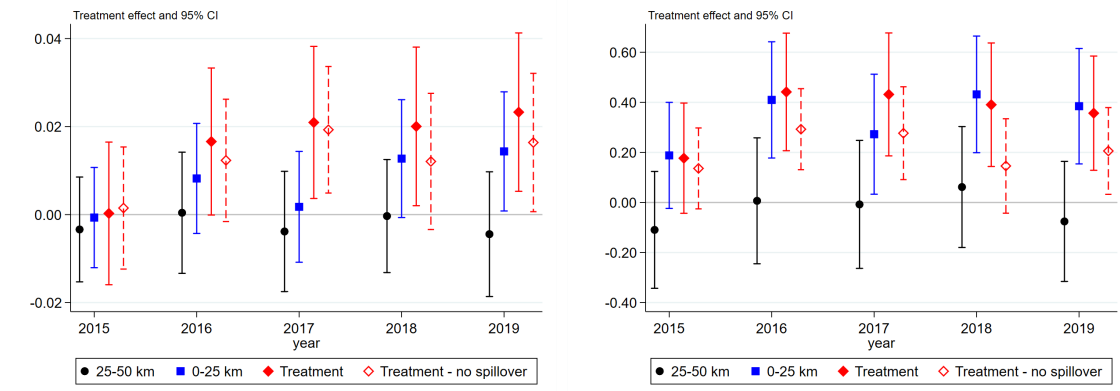 Treatment effect and 95% CI
0.04
0.02
0.00
-0.02
2015 2016 2017 2018 2019
year
25-50 km 0-25 km Treatment Treatment - no spillover
Treatment effect and 95% CI
0.60
0.40
0.20
0.00
-0.20
-0.40
2015 2016 2017 2018 2019
year
25-50 km 0-25 km Treatment Treatment - no spillover